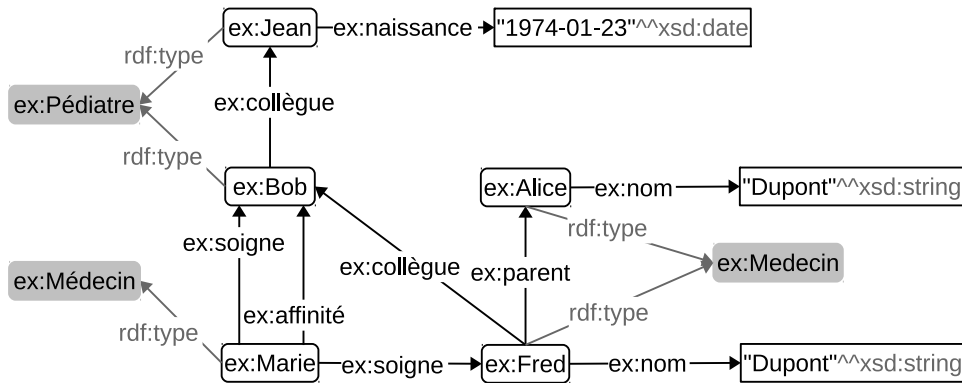 ex:Jean ex:naissance "1974-01-23"^^xsd:date
rdf:type
ex:Pédiatre ex:collègue
rdf:type
ex:Bob ex:Alice ex:nom "Dupont"^^xsd:string
rdf:type
ex:soigne
ex:collègue ex:parent ex:Medecin
ex:Médecin
ex:affinité rdf:type
rdf:type
ex:Marie ex:soigne ex:Fred ex:nom "Dupont"^^xsd:string